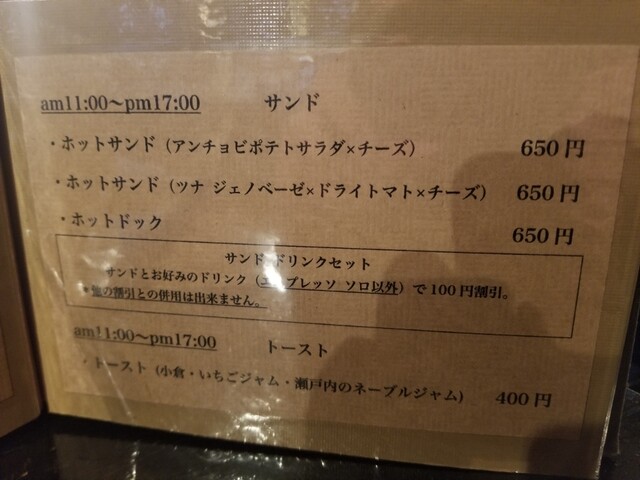 am11:00～pm17:00 サンド
・ホットサンド（アンチョビポテトサラダ×チーズ） 650円
・ホットサンド（ツナ ジェノベーゼ×ドライトマト×チーズ） 650円
・ホットドック 650円
サンド ドリンクセット
サンドとお好みのドリンク（エスプレッソ ソロ以外）で100円割引。
＊他の割引との併用は出来ません。
am11:00～pm17:00 トースト
・トースト（小倉・いちごジャム・瀬戸内のネーブルジャム） 400円